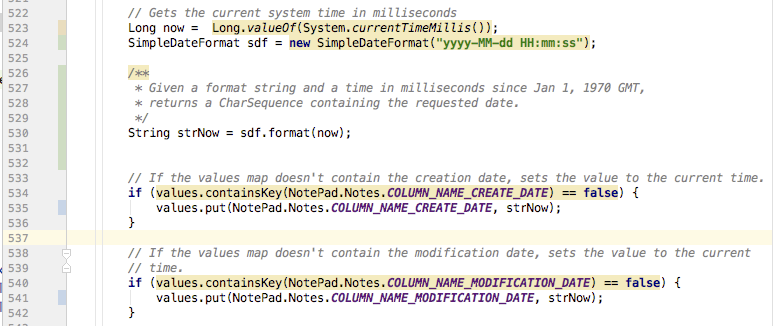 522 // Gets the current system time in milliseconds
523 Long now =  Long.valueOf(System.currentTimeMillis());
524 SimpleDateFormat sdf = new SimpleDateFormat("yyyy-MM-dd HH:mm:ss");
525
526 /**
527  * Given a format string and a time in milliseconds since Jan 1, 1970 GMT,
528  * returns a CharSequence containing the requested date.
529  */
530 String strNow = sdf.format(now);
531
532
533 // If the values map doesn't contain the creation date, sets the value to the current time.
534 if (values.containsKey(NotePad.Notes.COLUMN_NAME_CREATE_DATE) == false) {
535     values.put(NotePad.Notes.COLUMN_NAME_CREATE_DATE, strNow);
536 }
537
538 // If the values map doesn't contain the modification date, sets the value to the current
539 // time.
540 if (values.containsKey(NotePad.Notes.COLUMN_NAME_MODIFICATION_DATE) == false) {
541     values.put(NotePad.Notes.COLUMN_NAME_MODIFICATION_DATE, strNow);
542 }